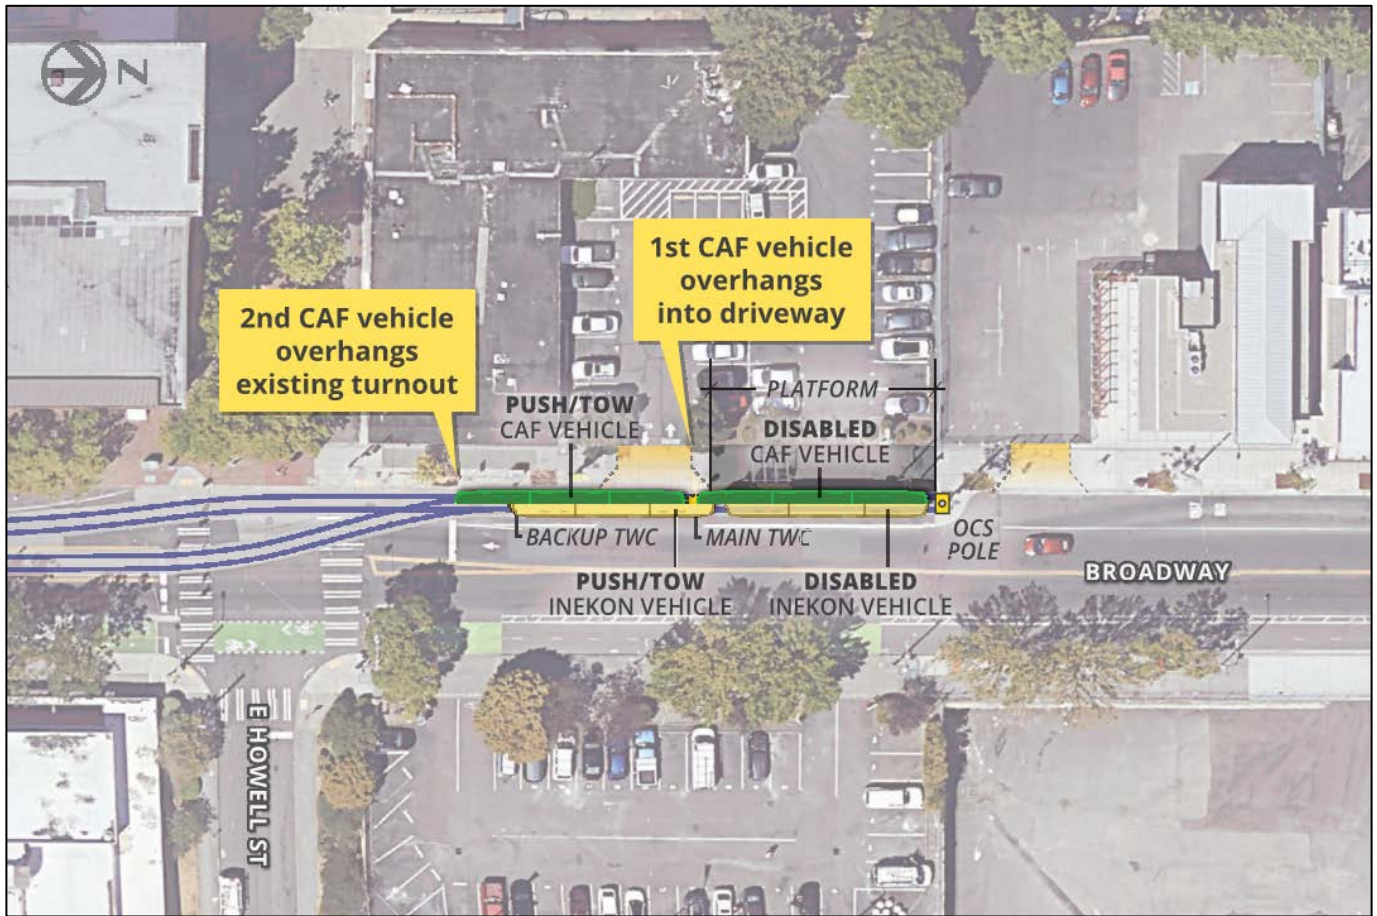 N
1st CAF vehicle
overhangs
into driveway
2nd CAF vehicle
overhangs
existing turnout
PLATFORM
PUSH/TOW
CAF VEHICLE
DISABLED
CAF VEHICLE
BACKUP TWC
MAIN TWC
OCS
POLE
PUSH/TOW
INEKON VEHICLE
DISABLED
INEKON VEHICLE
BROADWAY
E HOWELL ST